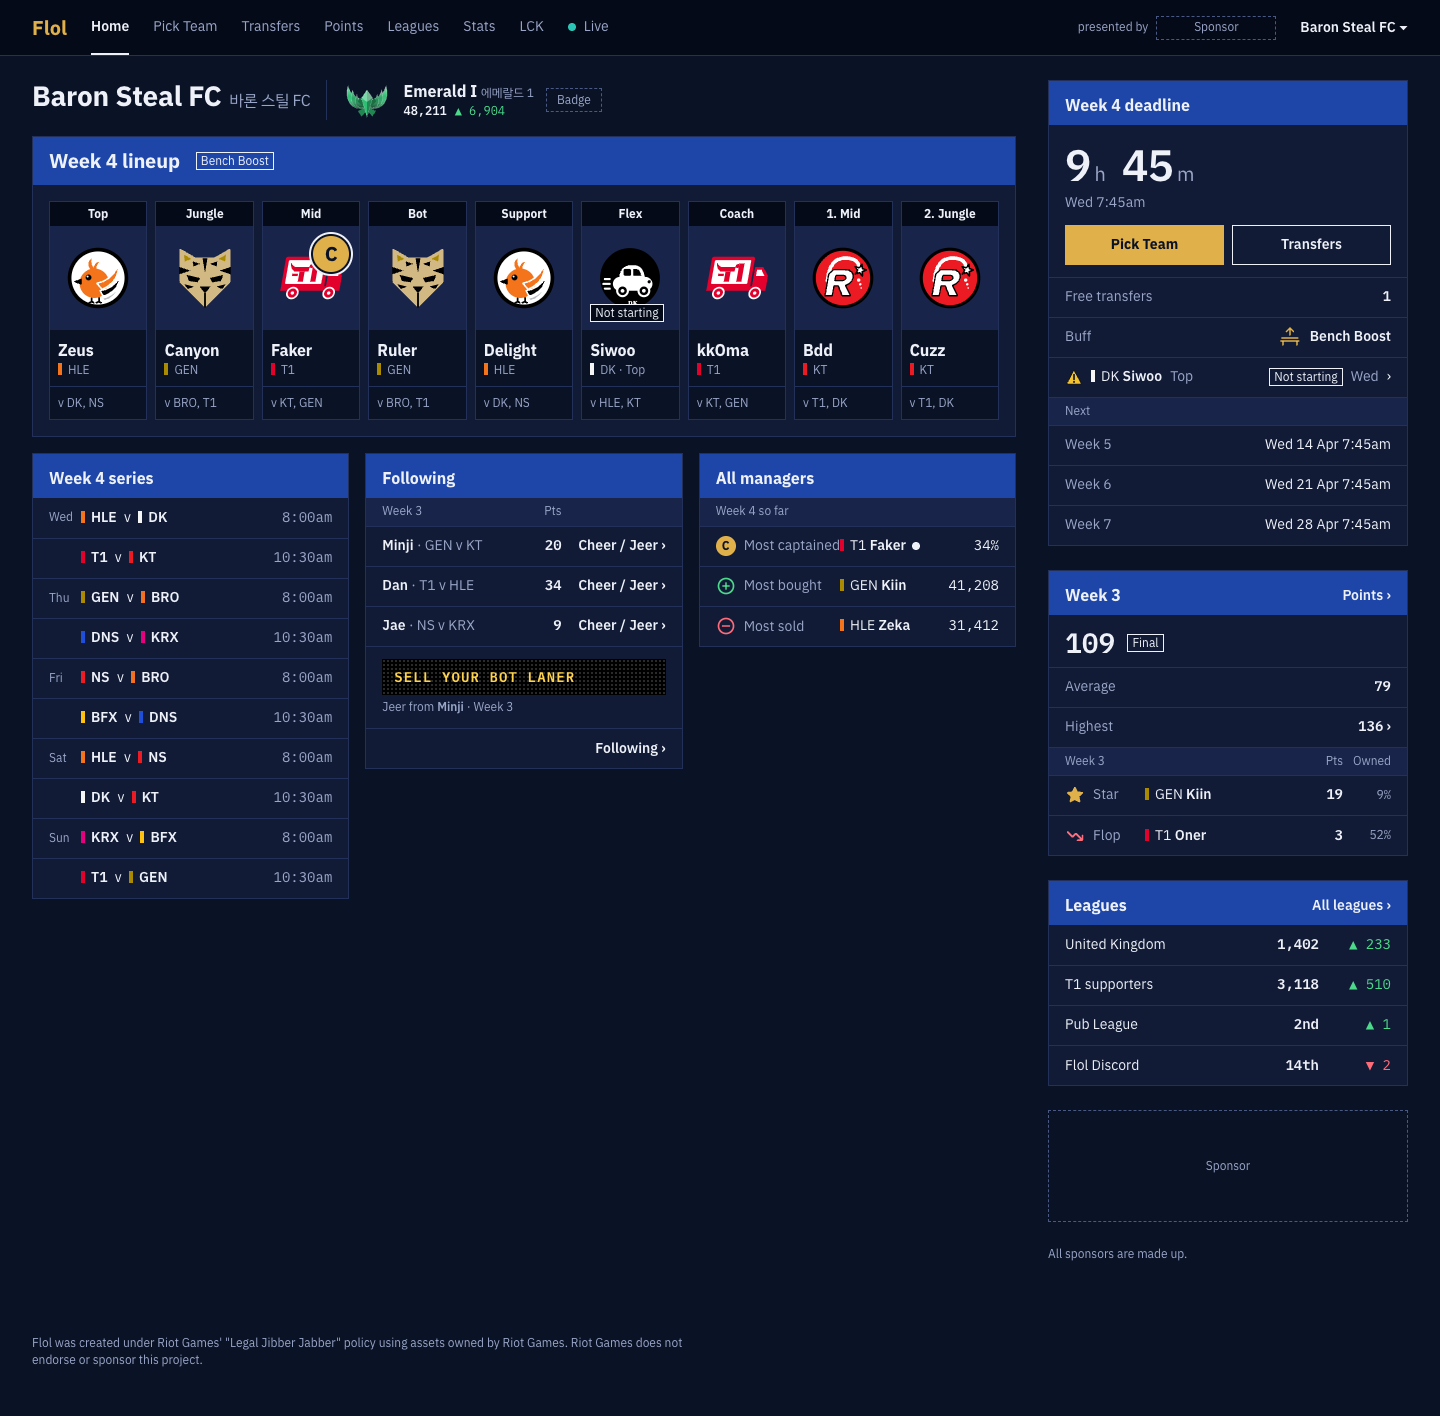 Flol Home Pick Team Transfers Points Leagues Stats LCK Live presented by Sponsor Baron Steal FC
Baron Steal FC 바론 스틸 FC
Emerald I 에메랄드 1
48,211 ▲ 6,904
Badge
Week 4 lineup Bench Boost
Top Jungle Mid Bot Support Flex Coach 1. Mid 2. Jungle
C
T1 T1 R R
DK
Not starting
Zeus Canyon Faker Ruler Delight Siwoo kkOma Bdd Cuzz
HLE GEN T1 GEN HLE DK · Top T1 KT KT
v DK, NS v BRO, T1 v KT, GEN v BRO, T1 v DK, NS v HLE, KT v KT, GEN v T1, DK v T1, DK
Week 4 series
Wed HLE v DK 8:00am
T1 v KT 10:30am
Thu GEN v BRO 8:00am
DNS v KRX 10:30am
Fri NS v BRO 8:00am
BFX v DNS 10:30am
Sat HLE v NS 8:00am
DK v KT 10:30am
Sun KRX v BFX 8:00am
T1 v GEN 10:30am
Following
Week 3 Pts
Minji · GEN v KT 20 Cheer / Jeer ›
Dan · T1 v HLE 34 Cheer / Jeer ›
Jae · NS v KRX 9 Cheer / Jeer ›
SELL YOUR BOT LANER
Jeer from Minji · Week 3
Following ›
All managers
Week 4 so far
C Most captained T1 Faker 34%
Most bought GEN Kiin 41,208
Most sold HLE Zeka 31,412
Week 4 deadline
9 h 45 m
Wed 7:45am
Pick Team Transfers
Free transfers 1
Buff Bench Boost
DK Siwoo Top Not starting Wed ›
Next
Week 5 Wed 14 Apr 7:45am
Week 6 Wed 21 Apr 7:45am
Week 7 Wed 28 Apr 7:45am
Week 3 Points ›
109 Final
Average 79
Highest 136 ›
Week 3 Pts Owned
Star GEN Kiin 19 9%
Flop T1 Oner 3 52%
Leagues All leagues ›
United Kingdom 1,402 ▲ 233
T1 supporters 3,118 ▲ 510
Pub League 2nd ▲ 1
Flol Discord 14th ▼ 2
Sponsor
All sponsors are made up.
Flol was created under Riot Games' "Legal Jibber Jabber" policy using assets owned by Riot Games. Riot Games does not
endorse or sponsor this project.